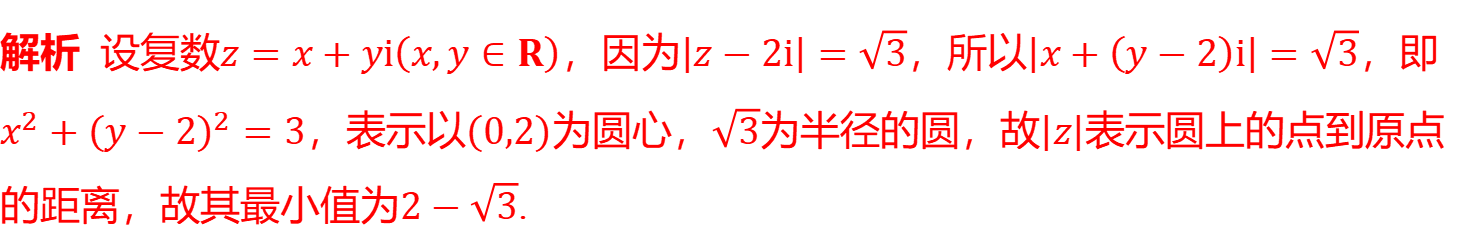 解析 设复数z = x + yi(x, y ∈ R)，因为|z − 2i| = √3，所以|x + (y − 2)i| = √3，即
x² + (y − 2)² = 3，表示以(0,2)为圆心，√3为半径的圆，故|z|表示圆上的点到原点
的距离，故其最小值为2 − √3.